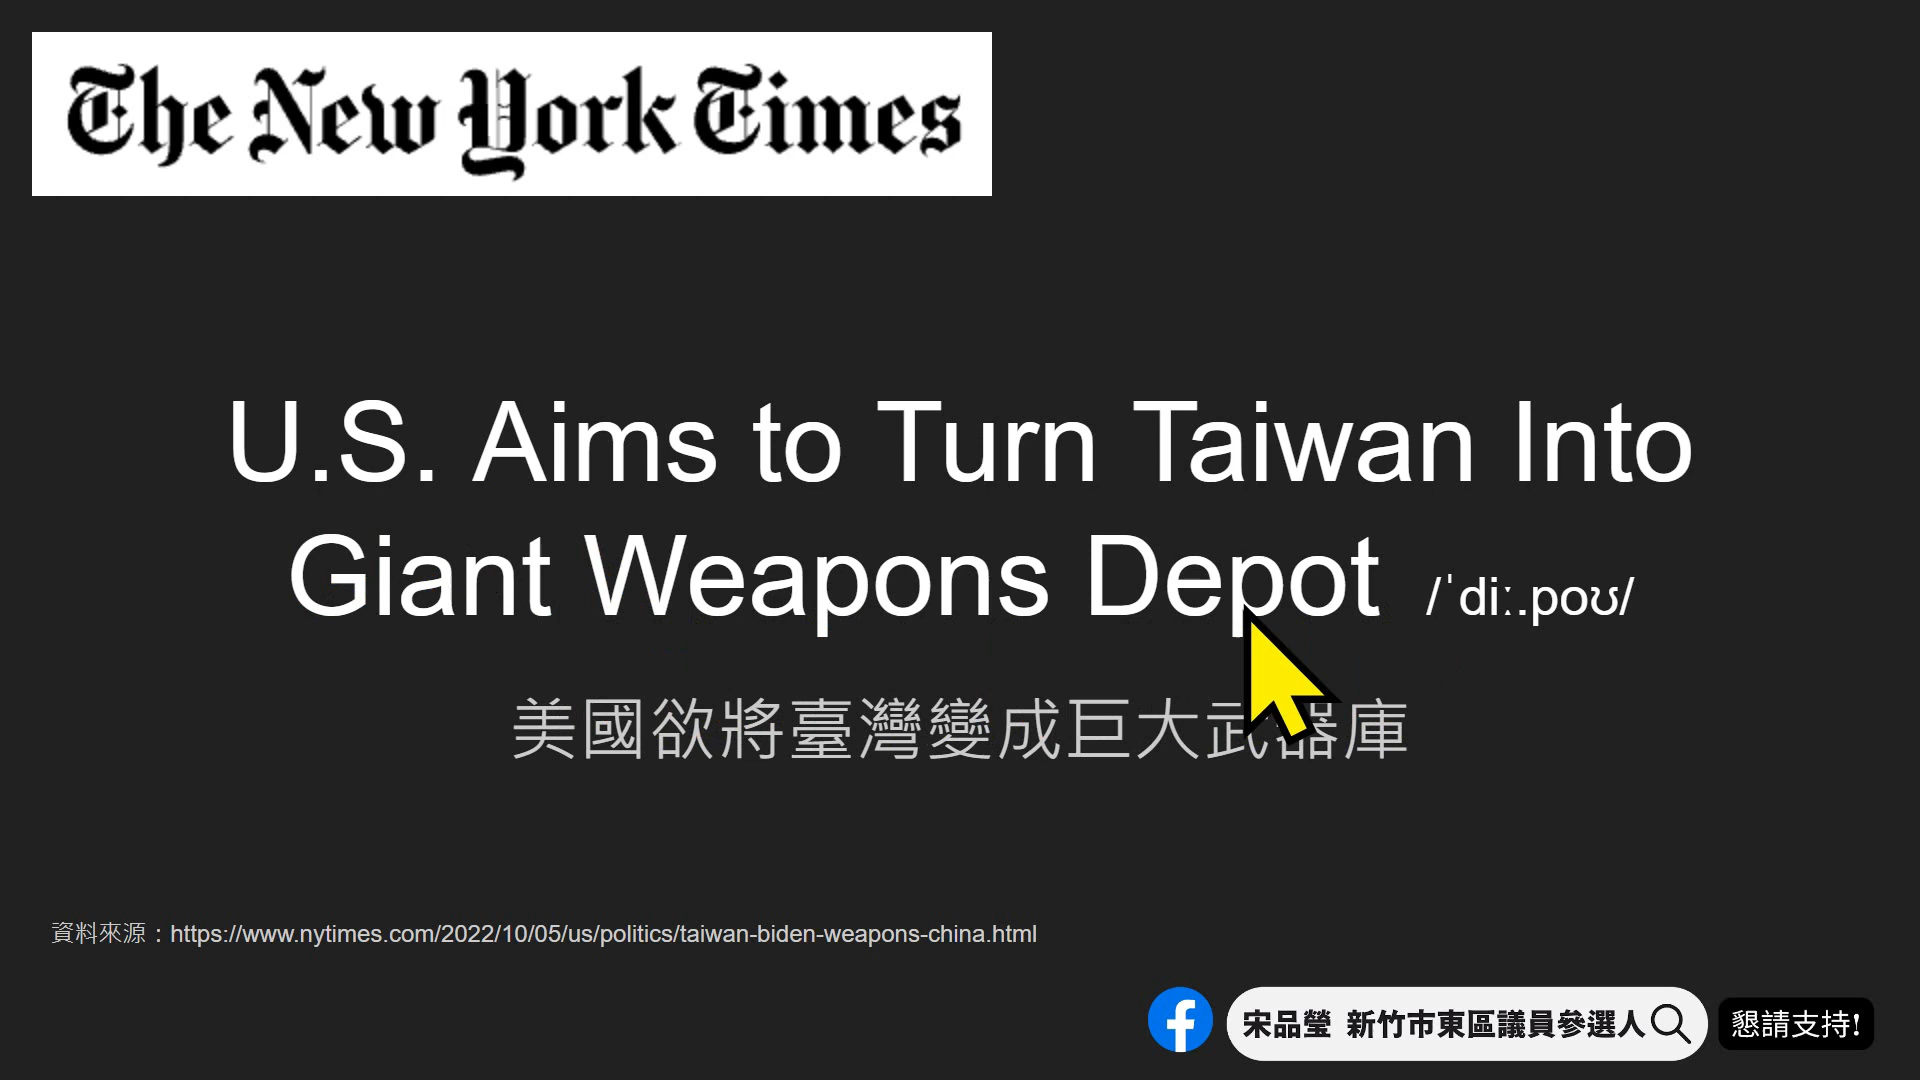 The New York Times
U.S. Aims to Turn Taiwan Into
Giant Weapons Depot /ˈdiː.poʊ/
美國欲將臺灣變成巨大武器庫
資料來源：https://www.nytimes.com/2022/10/05/us/politics/taiwan-biden-weapons-china.html
宋品瑩 新竹市東區議員參選人 懇請支持!